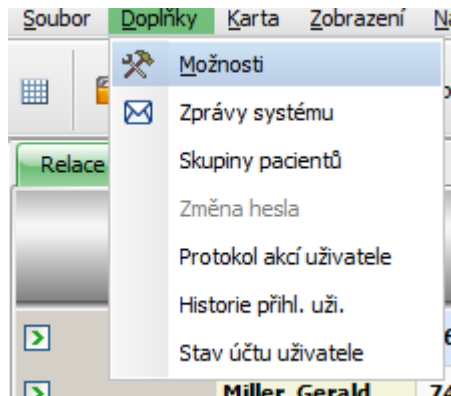 Soubor Doplňky Karta Zobrazení
Možnosti
Zprávy systému
Relace
Skupiny pacientů
Změna hesla
Protokol akcí uživatele
Historie přihl. uži.
Stav účtu uživatele
Miller Gerald 74